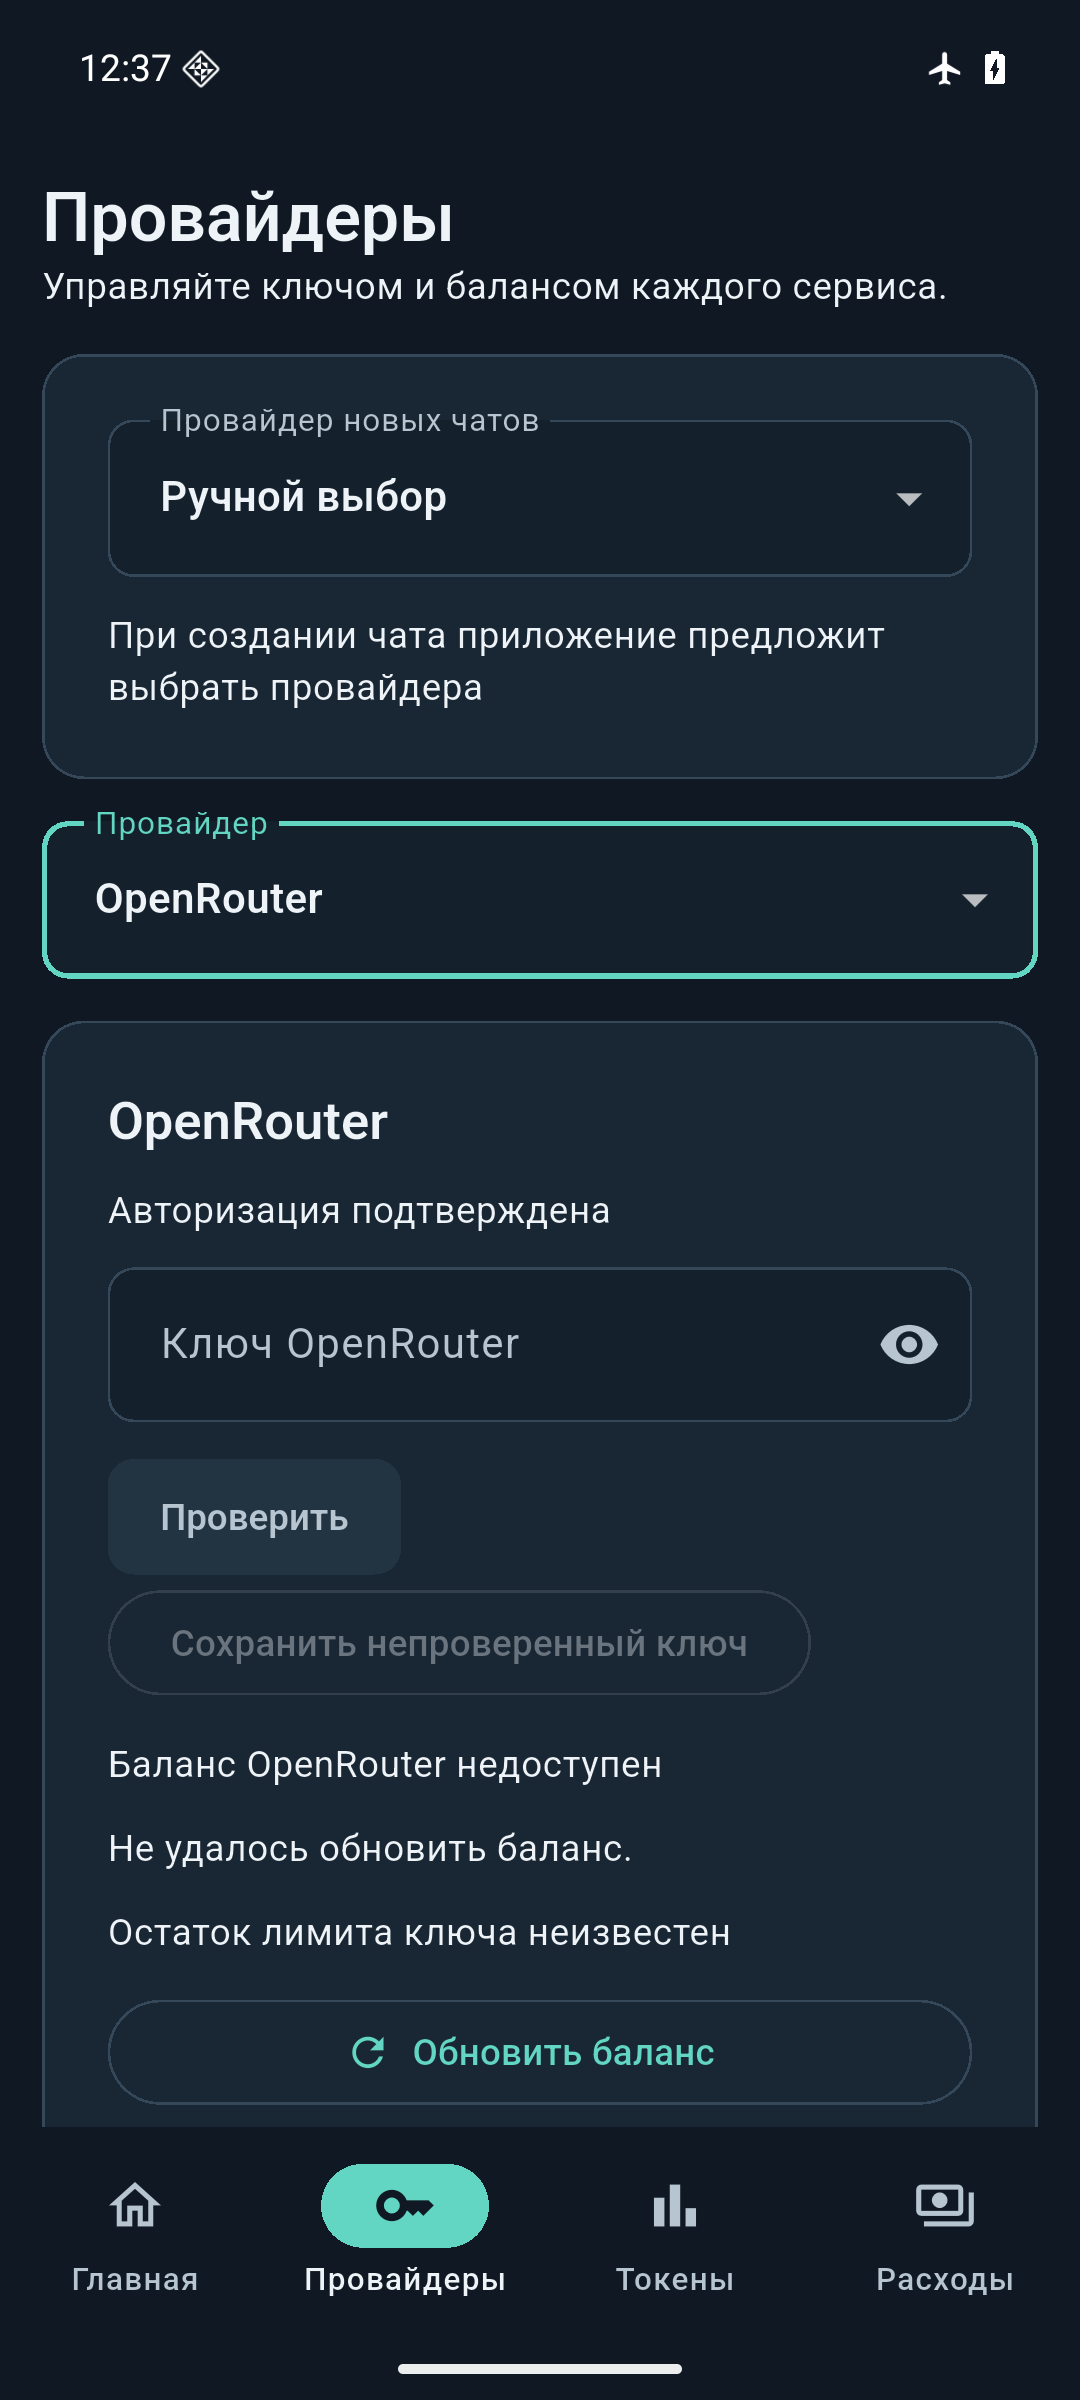 12:37
Провайдеры
Управляйте ключом и балансом каждого сервиса.
Провайдер новых чатов
Ручной выбор
При создании чата приложение предложит
выбрать провайдера
Провайдер
OpenRouter
OpenRouter
Авторизация подтверждена
Ключ OpenRouter
Проверить
Сохранить непроверенный ключ
Баланс OpenRouter недоступен
Не удалось обновить баланс.
Остаток лимита ключа неизвестен
Обновить баланс
Главная
Провайдеры
Токены
Расходы